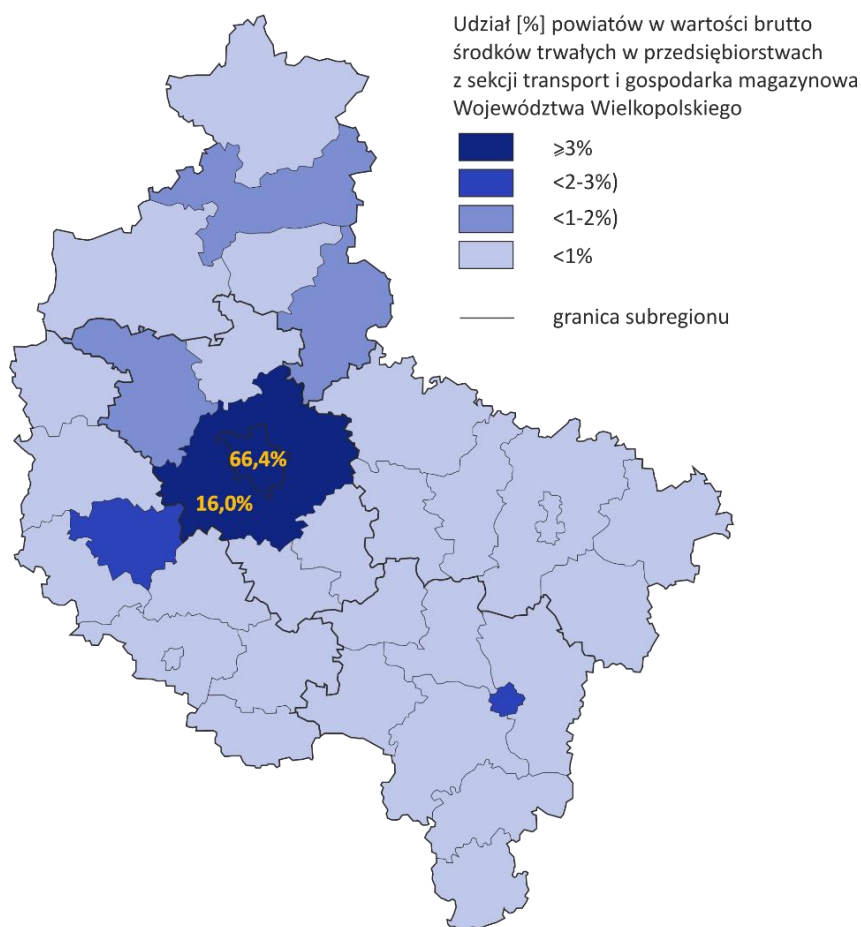 Udział [%] powiatów w wartości brutto
środków trwałych w przedsiębiorstwach
z sekcji transport i gospodarka magazynowa
Województwa Wielkopolskiego
⩾3%
<2-3%)
<1-2%)
<1%
granica subregionu
66,4%
16,0%